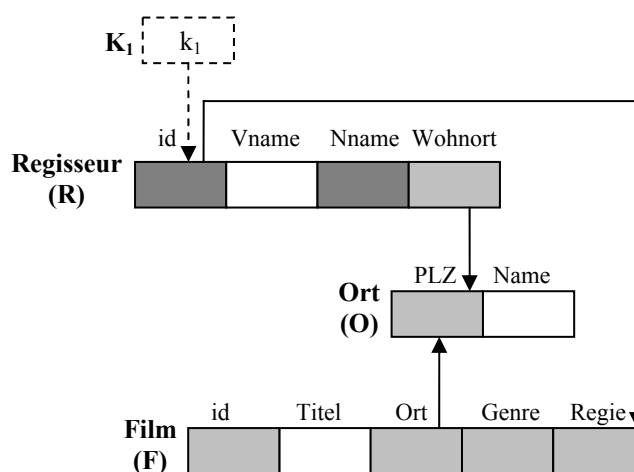 K₁ k₁
id Vname Nname Wohnort
Regisseur
(R)
PLZ Name
Ort
(O)
id Titel Ort Genre Regie
Film
(F)